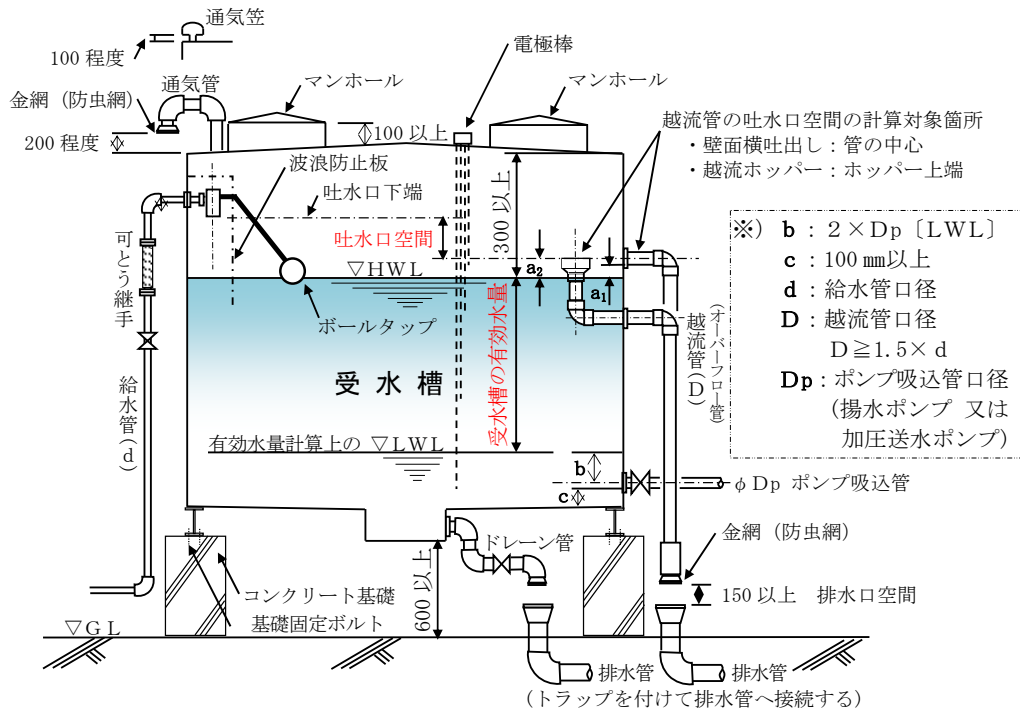 通気笠
100 程度
電極棒
通気管
マンホール
マンホール
金網（防虫網）
200 程度
100 以上
越流管の吐水口空間の計算対象箇所
・壁面横吐出し：管の中心
・越流ホッパー：ホッパー上端
波浪防止板
吐水口下端
300 以上
吐水口空間
※） b：2×Dp〔LWL〕
c：100 ㎜以上
d：給水管口径
D：越流管口径
D≧1.5×d
Dp：ポンプ吸込管口径
（揚水ポンプ 又は
加圧送水ポンプ）
可とう継手
▽HWL
a₂
a₁
ボールタップ
受水槽の有効水量
越流管(D)
(オーバーフロー管)
受 水 槽
給水管(d)
有効水量計算上の ▽LWL
b
c
φDp ポンプ吸込管
ドレーン管
金網（防虫網）
コンクリート基礎
基礎固定ボルト
600 以上
150 以上 排水口空間
▽GL
排水管
排水管
（トラップを付けて排水管へ接続する）